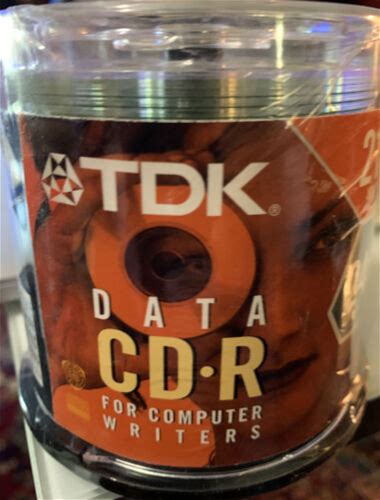 TDK®
DATA
CD·R
FOR COMPUTER
WRITERS